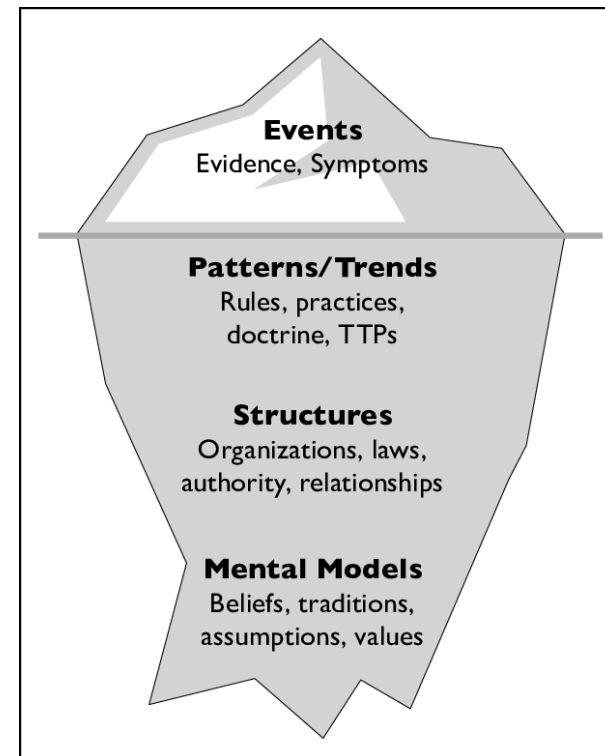 Events
Evidence, Symptoms
Patterns/Trends
Rules, practices,
doctrine, TTPs
Structures
Organizations, laws,
authority, relationships
Mental Models
Beliefs, traditions,
assumptions, values